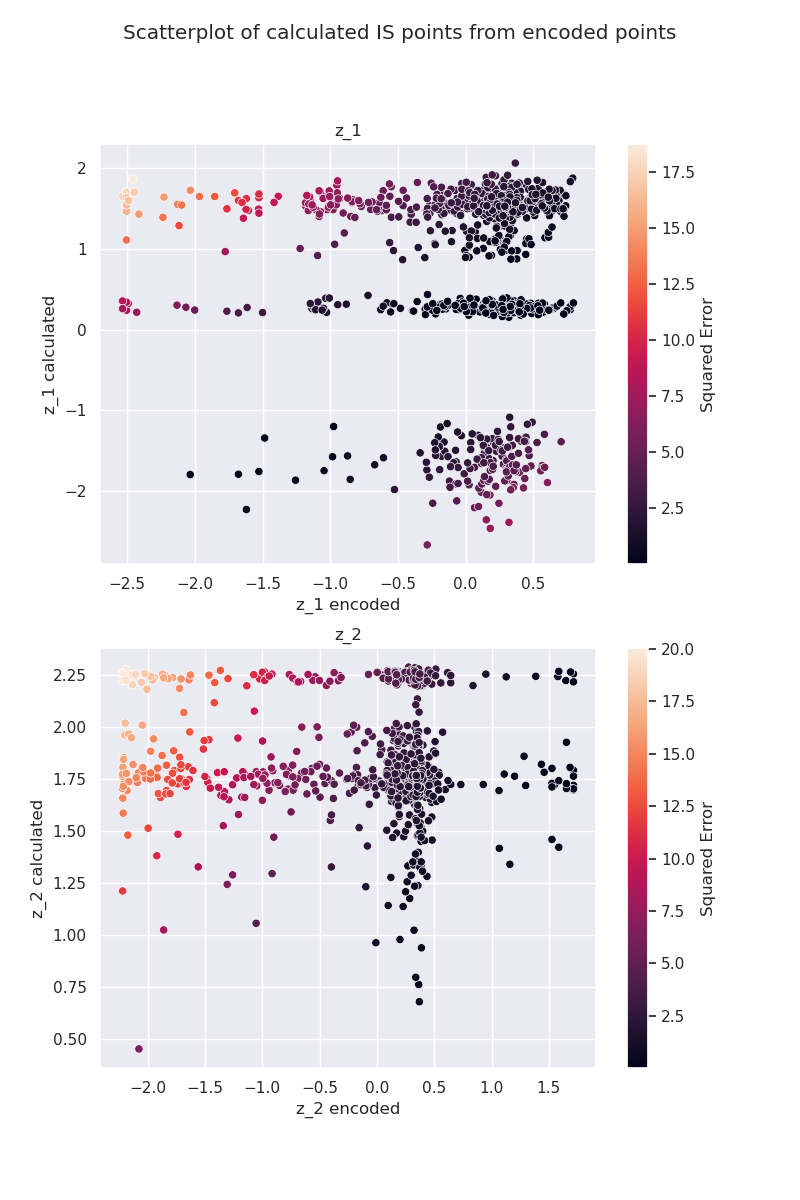 Scatterplot of calculated IS points from encoded points
z_1
2
1
0
−1
−2
z_1 calculated
−2.5 −2.0 −1.5 −1.0 −0.5 0.0 0.5
z_1 encoded
17.5
15.0
12.5
10.0
7.5
5.0
2.5
Squared Error
z_2
2.25
2.00
1.75
1.50
1.25
1.00
0.75
0.50
z_2 calculated
−2.0 −1.5 −1.0 −0.5 0.0 0.5 1.0 1.5
z_2 encoded
20.0
17.5
15.0
12.5
10.0
7.5
5.0
2.5
Squared Error